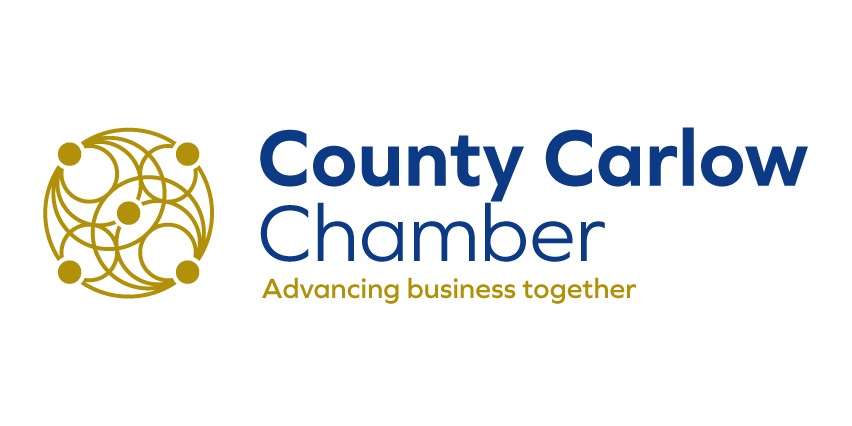 County Carlow
Chamber
Advancing business together